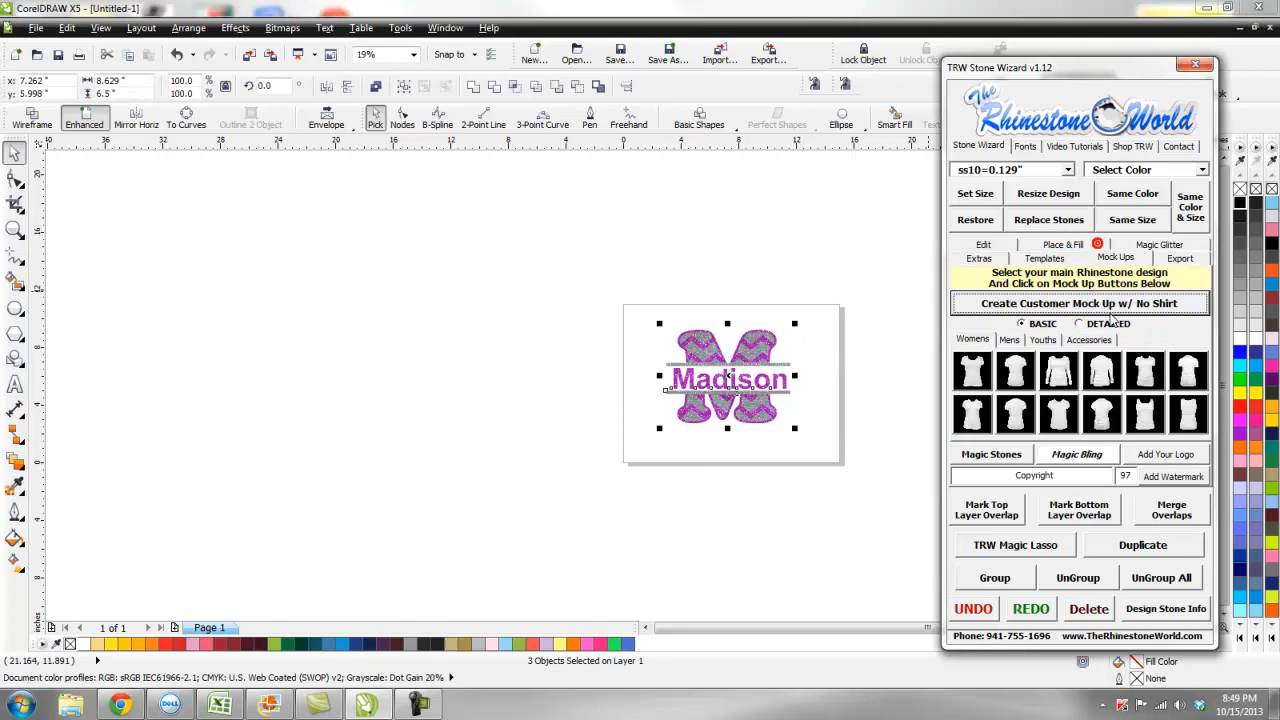 CorelDRAW X5 - [Untitled-1]
File Edit View Layout Arrange Effects Bitmaps Text Table Tools Window Help
19% Snap to New... Open... Save... Save As... Import... Export... Lock Object Unlock
x: 7.262 " 8.629 " 100.0 %
y: 5.998 " 6.5 " 100.0 % 0.0
Wireframe Enhanced Mirror Horiz To Curves Outline 2 Object Envelope Pick Nodes B-Spline 2-Point Line 3-Point Curve Pen Freehand Basic Shapes Perfect Shapes Ellipse Smart Fill
M
Madison
TRW Stone Wizard v1.12
The Rhinestone World
Stone Wizard Fonts Video Tutorials Shop TRW Contact
ss10=0.129" Select Color
Set Size Resize Design Same Color Same Color & Size
Restore Replace Stones Same Size
Edit Place & Fill Magic Glitter
Extras Templates Mock Ups Export
Select your main Rhinestone design
And Click on Mock Up Buttons Below
Create Customer Mock Up w/ No Shirt
BASIC DETAILED
Womens Mens Youths Accessories
Magic Stones Magic Bling Add Your Logo
Copyright 97 Add Watermark
Mark Top Layer Overlap Mark Bottom Layer Overlap Merge Overlaps
TRW Magic Lasso Duplicate
Group UnGroup UnGroup All
UNDO REDO Delete Design Stone Info
Phone: 941-755-1696 www.TheRhinestoneWorld.com
1 of 1 Page 1
(21.164, 11.891) 3 Objects Selected on Layer 1 Fill Color
Document color profiles: RGB: sRGB IEC61966-2.1; CMYK: U.S. Web Coated (SWOP) v2; Grayscale: Dot Gain 20% None
8:49 PM
10/15/2013